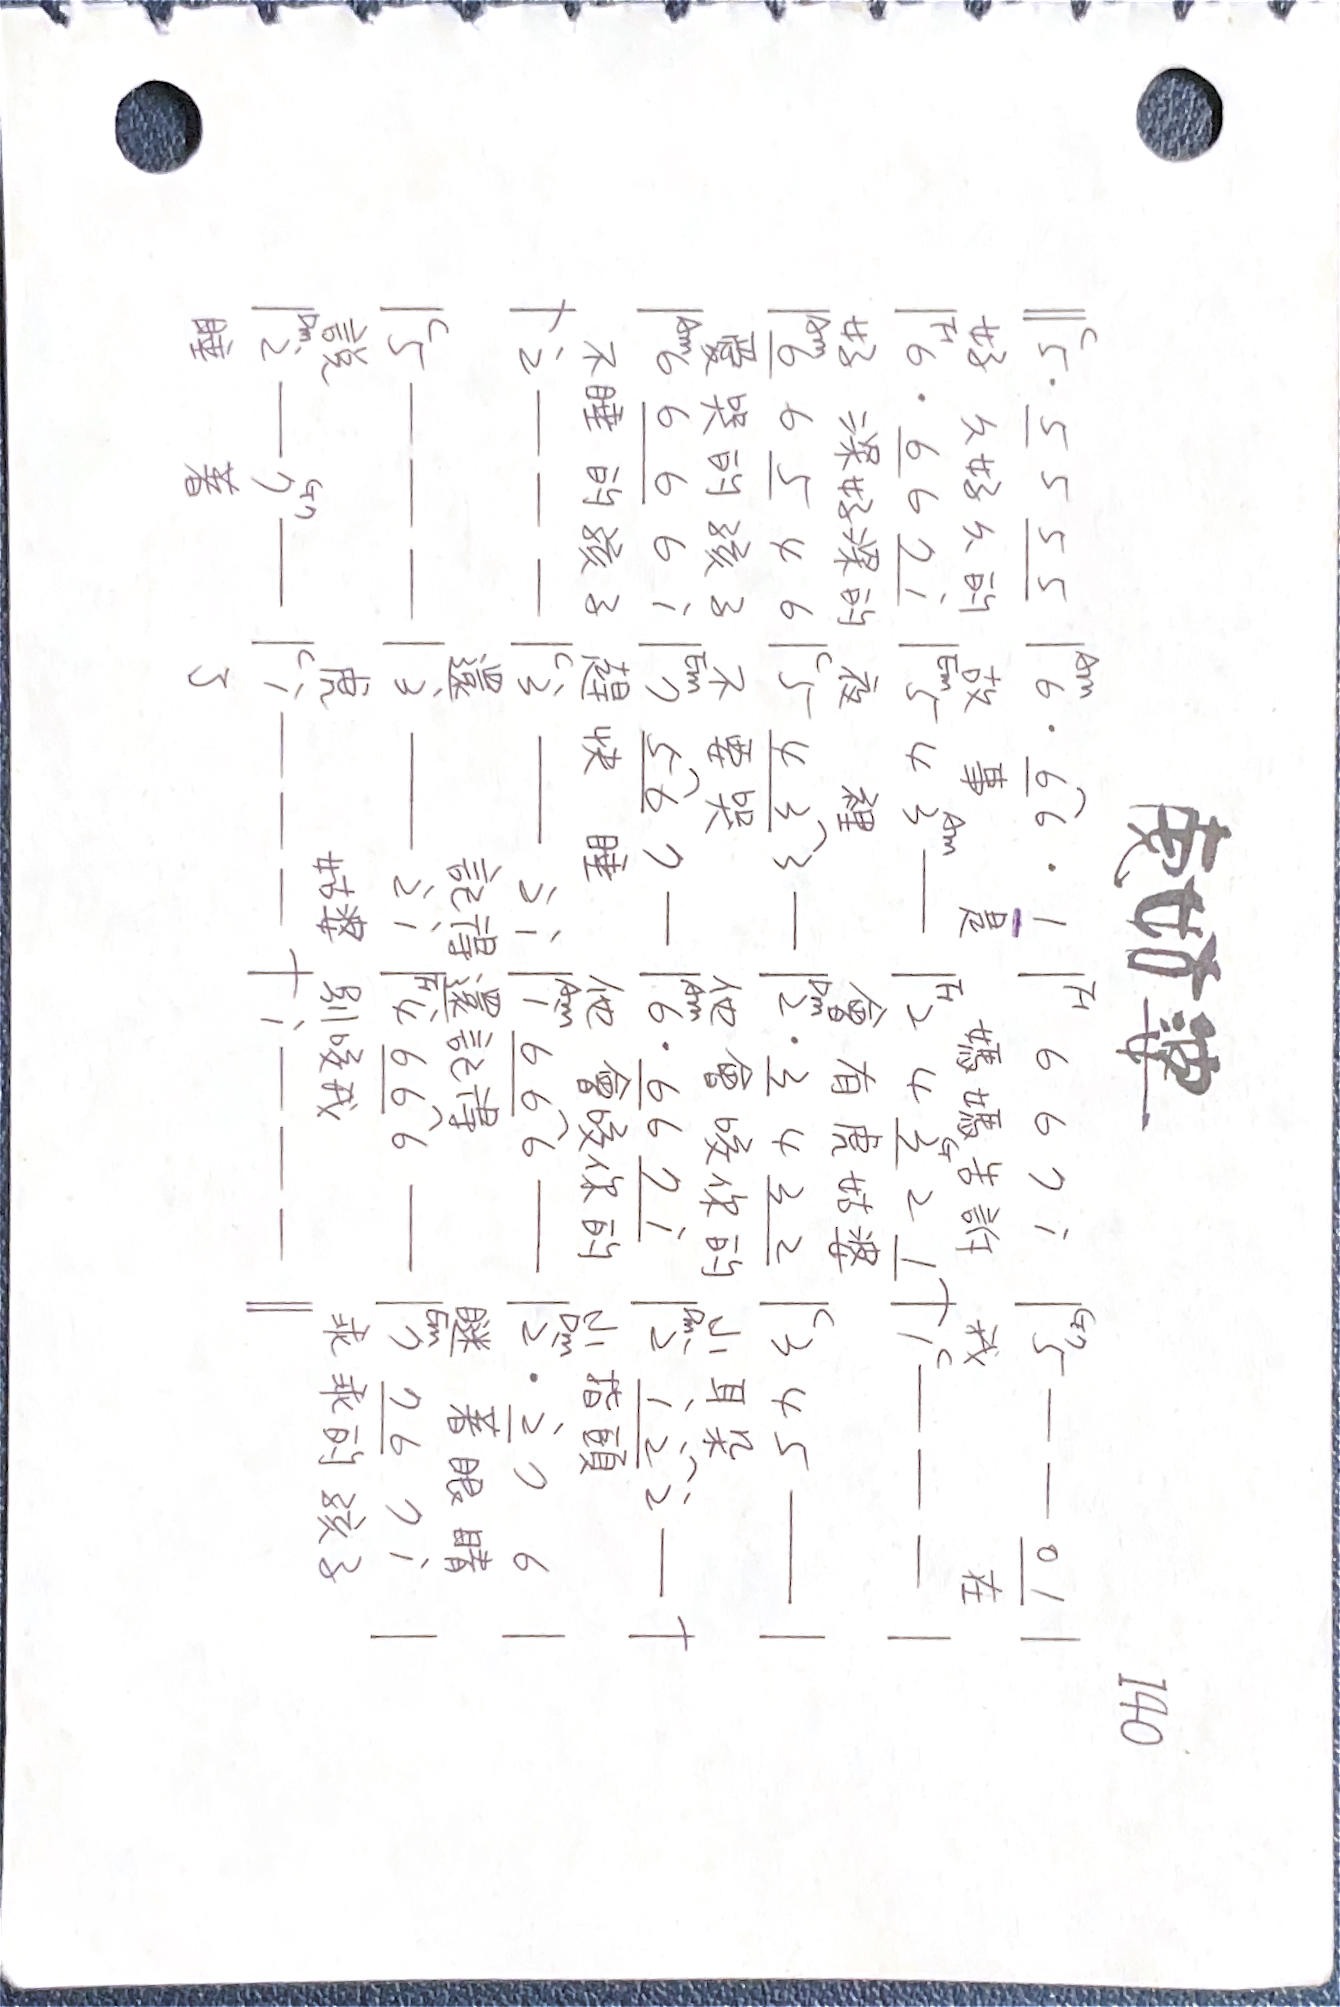 虎姑婆
140
C Am F G7
‖5· 5 5 5 5 |6· 6 6· 1 | 6 6 7 i |5 — — 0 1 |
好 久好久的 故 事 是 媽媽告訴 我 在
F Em Am F G C
|6· 6 6 7 i |5 4 3 — |2 4 3 2 1 †1 — — — |
好 深好深的 夜 裡 會有虎姑婆
Am C Dm C
|6 6 5 4 6 |5 4 3 3 — |2· 3 4 3 2 |3 4 5 — |
愛哭的孩子 不 要哭 他會咬你的 小耳朵
Am Em Am Dm
|6 6 6 6 i |7 5 6 7 — |6· 6 6 7 i |2̇ i 2̇ 2̇ — †
不睡的孩子 趕快 睡 他 會咬你的 小指頭
C Am Dm
†2̇ — — — |3̇ — 2̇ i |i 6 6 6 — |2̇· 2̇ 7 6 |
還 記得還記得 瞇 著眼睛
C F Em
|5 — — — |3̇ — 2̇ i |4̇ 6 6 6 — |7 7 6 7 i |
說 虎 姑婆 別咬我 乖乖的孩子
Dm G7 C
|2̇ — 7 — |i — — — †i — — — ‖
睡 著 了